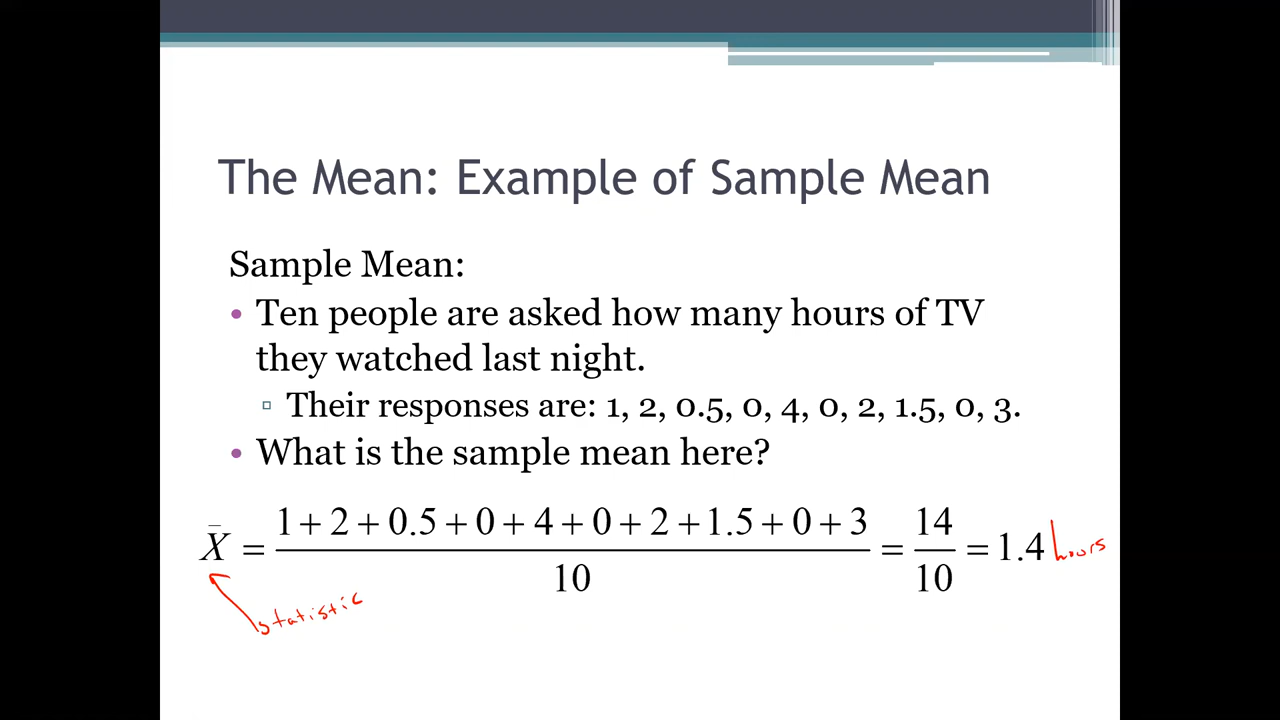 The Mean: Example of Sample Mean
Sample Mean:
• Ten people are asked how many hours of TV
they watched last night.
▫ Their responses are: 1, 2, 0.5, 0, 4, 0, 2, 1.5, 0, 3.
• What is the sample mean here?
X̄ = (1 + 2 + 0.5 + 0 + 4 + 0 + 2 + 1.5 + 0 + 3) / 10 = 14 / 10 = 1.4 hours
statistic